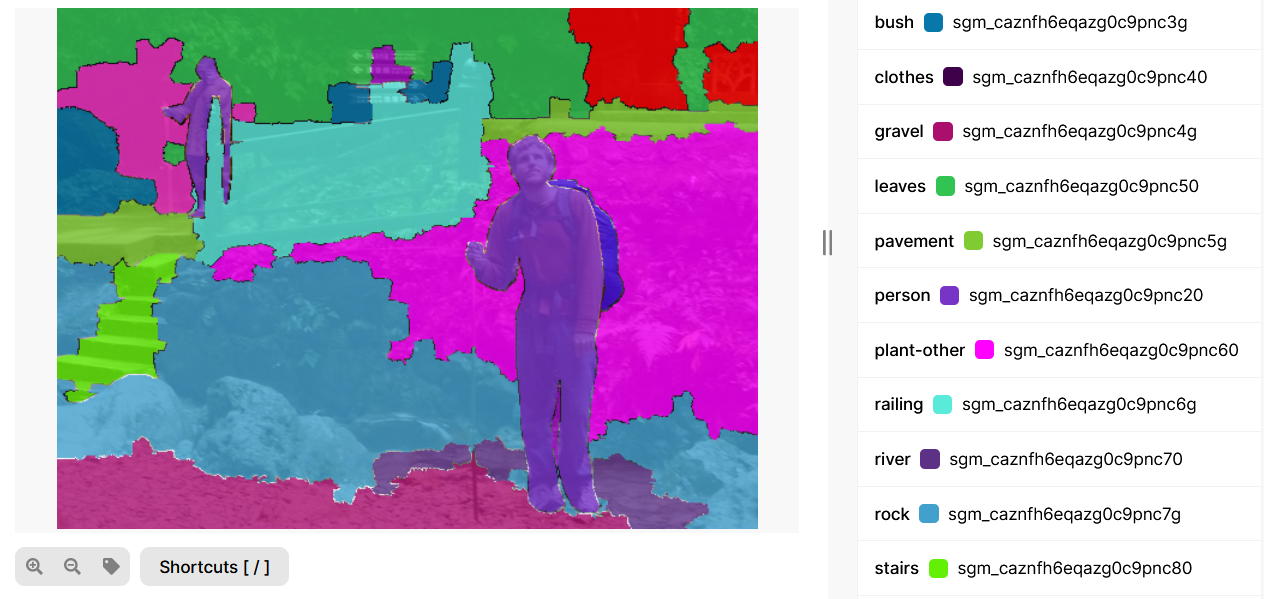 bush sgm_caznfh6eqazg0c9pnc3g
clothes sgm_caznfh6eqazg0c9pnc40
gravel sgm_caznfh6eqazg0c9pnc4g
leaves sgm_caznfh6eqazg0c9pnc50
pavement sgm_caznfh6eqazg0c9pnc5g
person sgm_caznfh6eqazg0c9pnc20
plant-other sgm_caznfh6eqazg0c9pnc60
railing sgm_caznfh6eqazg0c9pnc6g
river sgm_caznfh6eqazg0c9pnc70
rock sgm_caznfh6eqazg0c9pnc7g
stairs sgm_caznfh6eqazg0c9pnc80
Shortcuts [ / ]